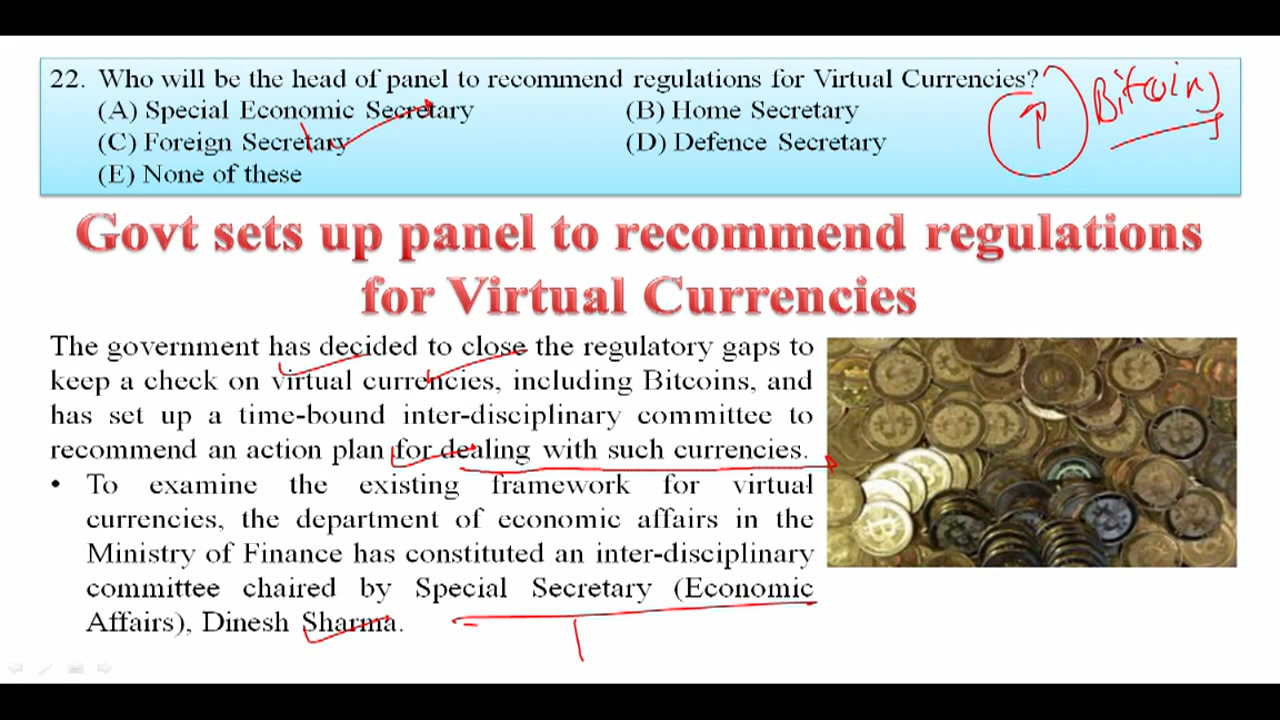 22. Who will be the head of panel to recommend regulations for Virtual Currencies?
(A) Special Economic Secretary (B) Home Secretary
(C) Foreign Secretary (D) Defence Secretary
(E) None of these
Bitcoins
Govt sets up panel to recommend regulations
for Virtual Currencies
The government has decided to close the regulatory gaps to
keep a check on virtual currencies, including Bitcoins, and
has set up a time-bound inter-disciplinary committee to
recommend an action plan for dealing with such currencies.
• To examine the existing framework for virtual
currencies, the department of economic affairs in the
Ministry of Finance has constituted an inter-disciplinary
committee chaired by Special Secretary (Economic
Affairs), Dinesh Sharma.